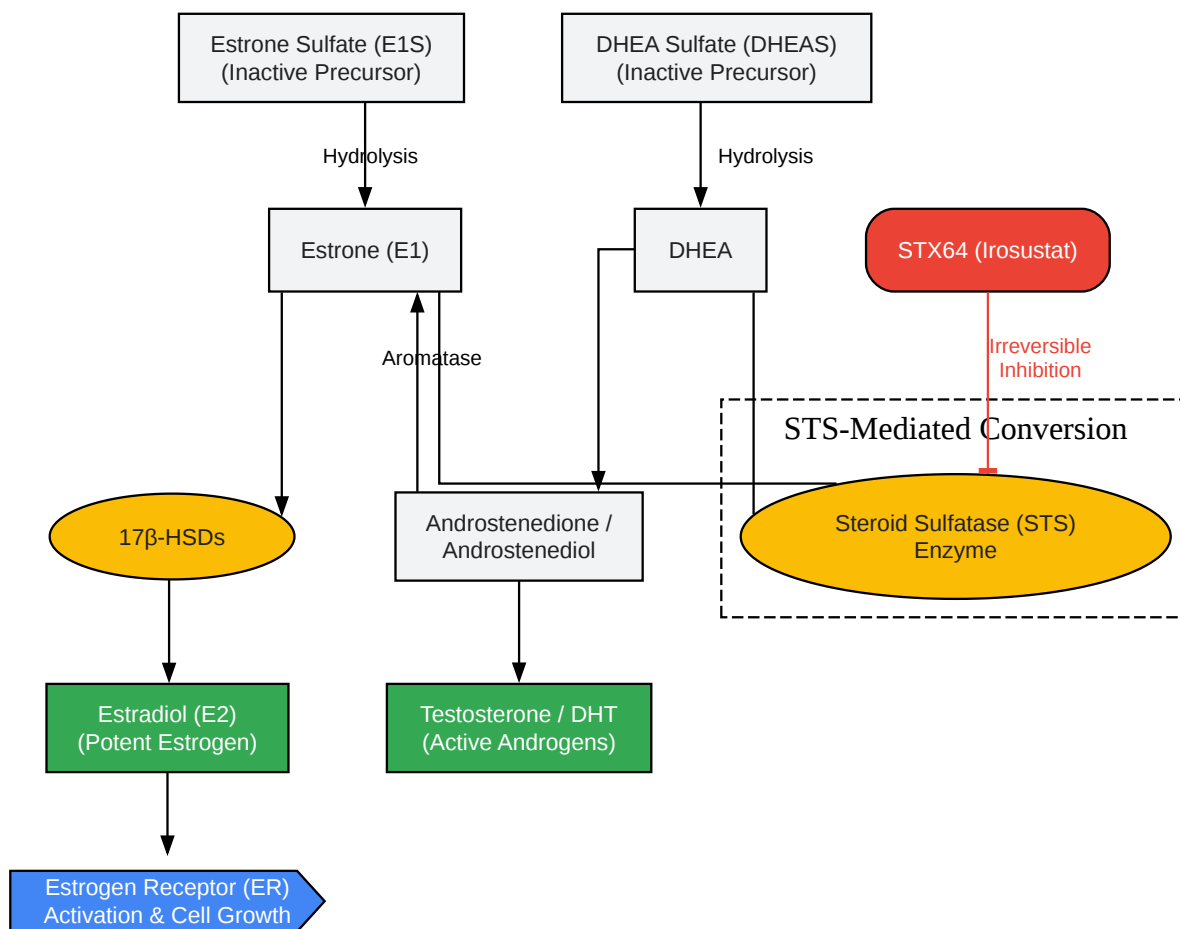 Estrone Sulfate (E1S)
(Inactive Precursor)
DHEA Sulfate (DHEAS)
(Inactive Precursor)
Hydrolysis
Hydrolysis
Estrone (E1)
DHEA
STX64 (Irosustat)
Aromatase
Irreversible
Inhibition
STS-Mediated Conversion
17β-HSDs
Androstenedione /
Androstenediol
Steroid Sulfatase (STS)
Enzyme
Estradiol (E2)
(Potent Estrogen)
Testosterone / DHT
(Active Androgens)
Estrogen Receptor (ER)
Activation & Cell Growth